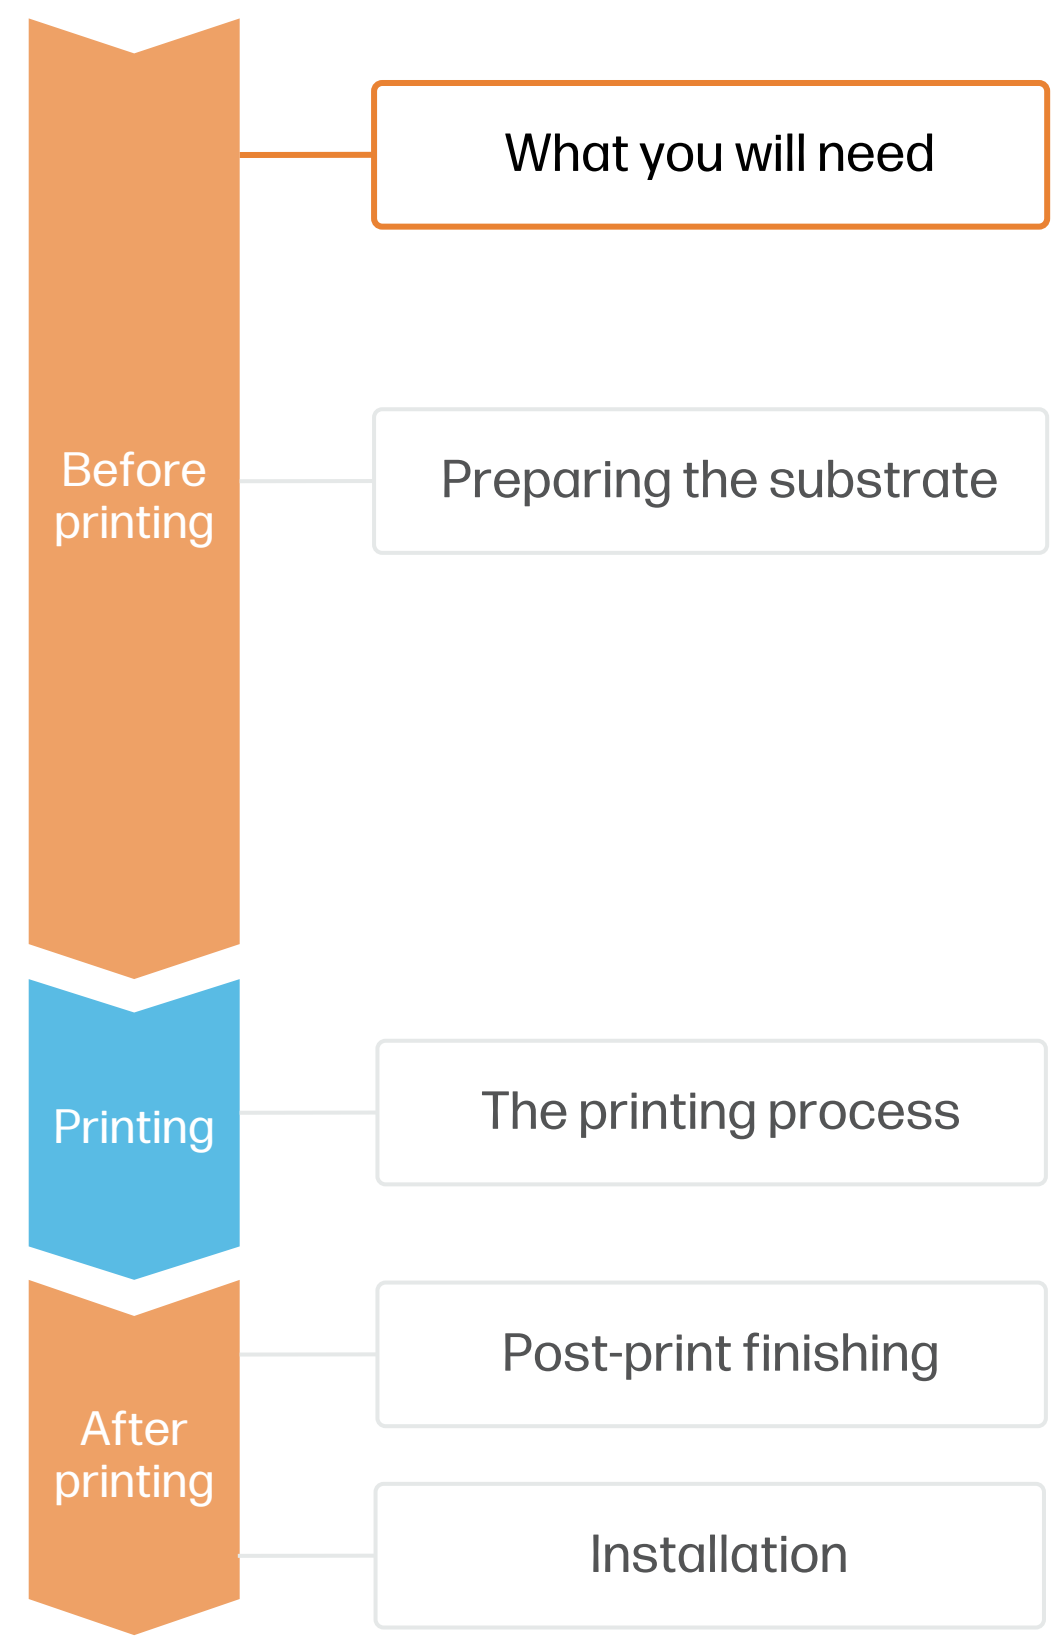 What you will need
Before
printing
Preparing the substrate
Printing
The printing process
Post-print finishing
After
printing
Installation